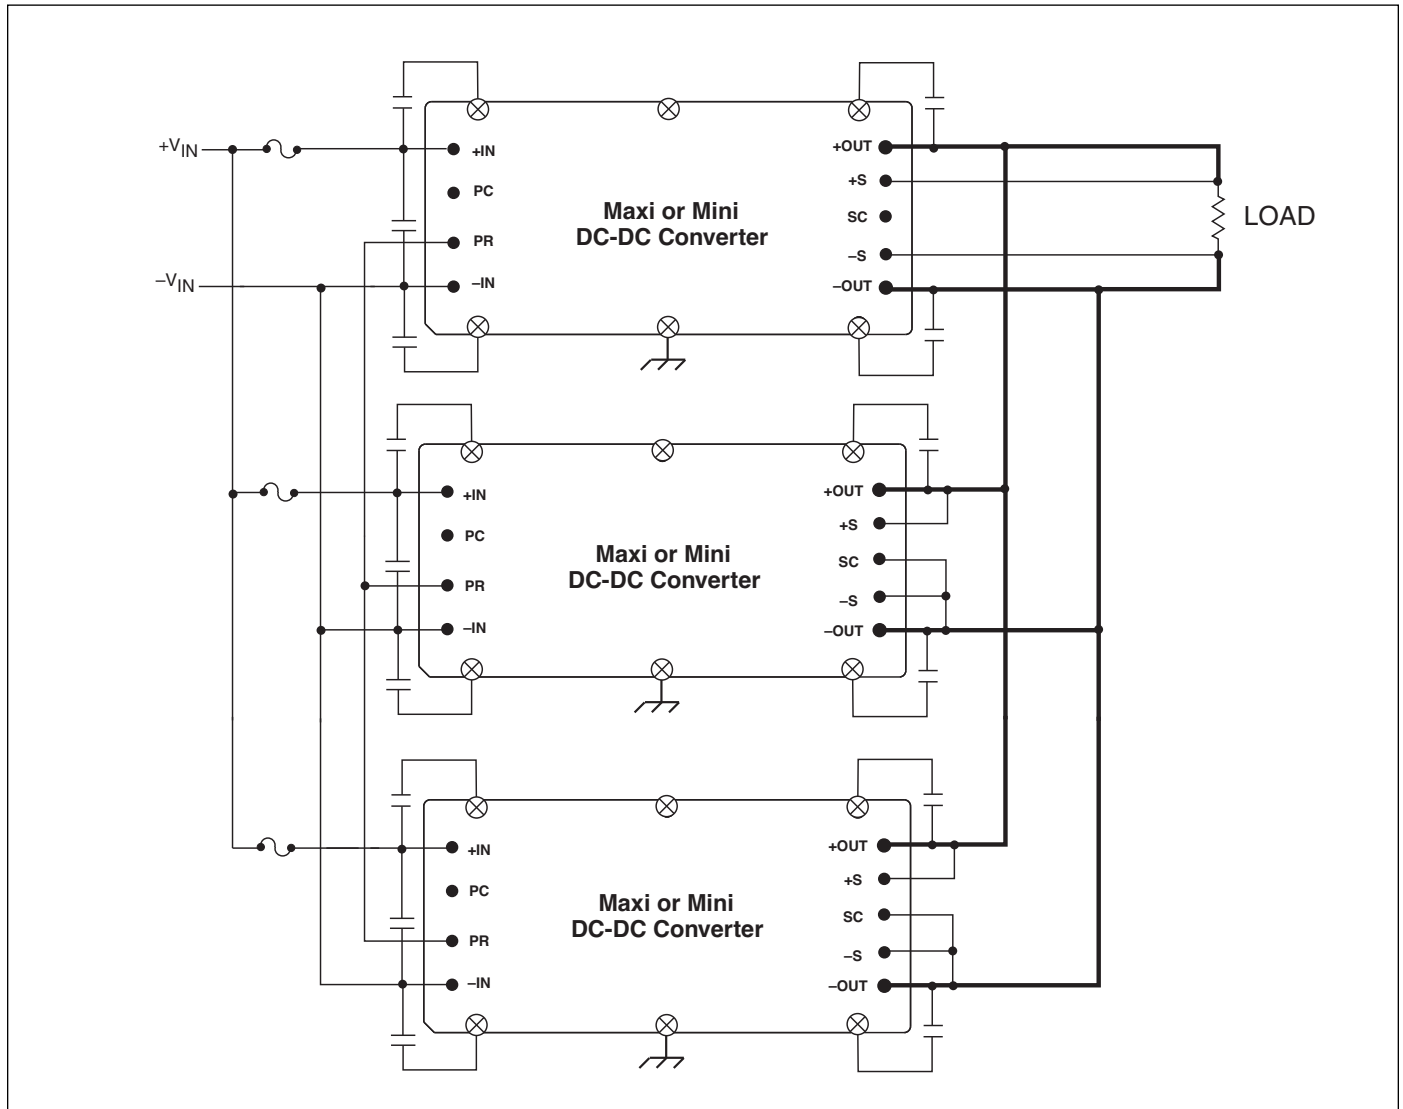 +VIN
–VIN
+IN
PC
PR
–IN
Maxi or Mini
DC-DC Converter
+OUT
+S
SC
–S
–OUT
LOAD
+IN
PC
PR
–IN
Maxi or Mini
DC-DC Converter
+OUT
+S
SC
–S
–OUT
+IN
PC
PR
–IN
Maxi or Mini
DC-DC Converter
+OUT
+S
SC
–S
–OUT